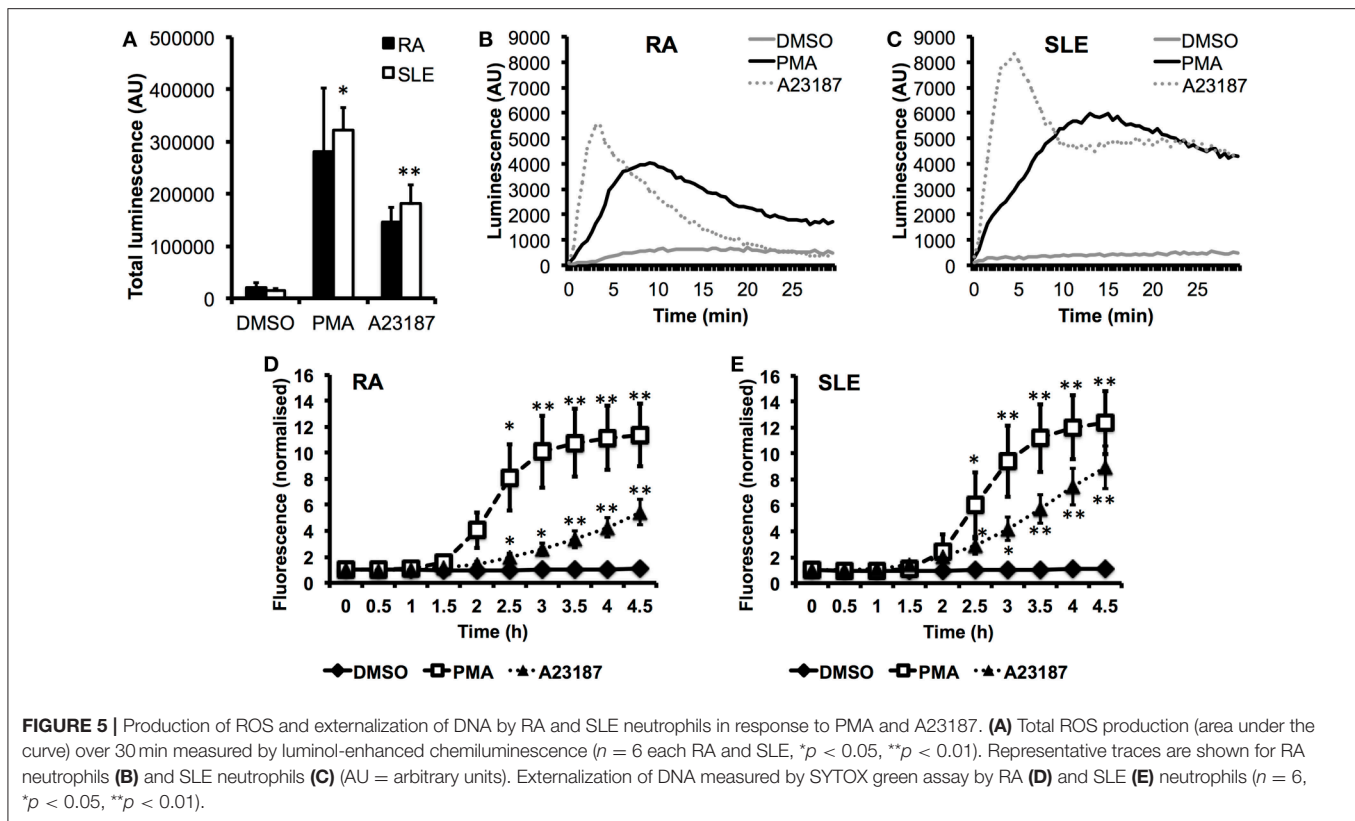 A
500000
400000
300000
200000
100000
0
Total luminescence (AU)
RA
SLE
*
**
DMSO PMA A23187
B
RA
9000
8000
7000
6000
5000
4000
3000
2000
1000
0
Luminescence (AU)
DMSO
PMA
A23187
0 5 10 15 20 25
Time (min)
C
SLE
9000
8000
7000
6000
5000
4000
3000
2000
1000
0
Luminescence (AU)
DMSO
PMA
A23187
0 5 10 15 20 25
Time (min)
D
RA
16
14
12
10
8
6
4
2
0
Fluorescence (normalised)
* ** ** ** **
* * ** ** **
0 0.5 1 1.5 2 2.5 3 3.5 4 4.5
Time (h)
DMSO PMA A23187
E
SLE
16
14
12
10
8
6
4
2
0
Fluorescence (normalised)
* ** ** ** **
* * ** ** **
0 0.5 1 1.5 2 2.5 3 3.5 4 4.5
Time (h)
DMSO PMA A23187
FIGURE 5 | Production of ROS and externalization of DNA by RA and SLE neutrophils in response to PMA and A23187. (A) Total ROS production (area under the
curve) over 30 min measured by luminol-enhanced chemiluminescence (n = 6 each RA and SLE, *p < 0.05, **p < 0.01). Representative traces are shown for RA
neutrophils (B) and SLE neutrophils (C) (AU = arbitrary units). Externalization of DNA measured by SYTOX green assay by RA (D) and SLE (E) neutrophils (n = 6,
*p < 0.05, **p < 0.01).